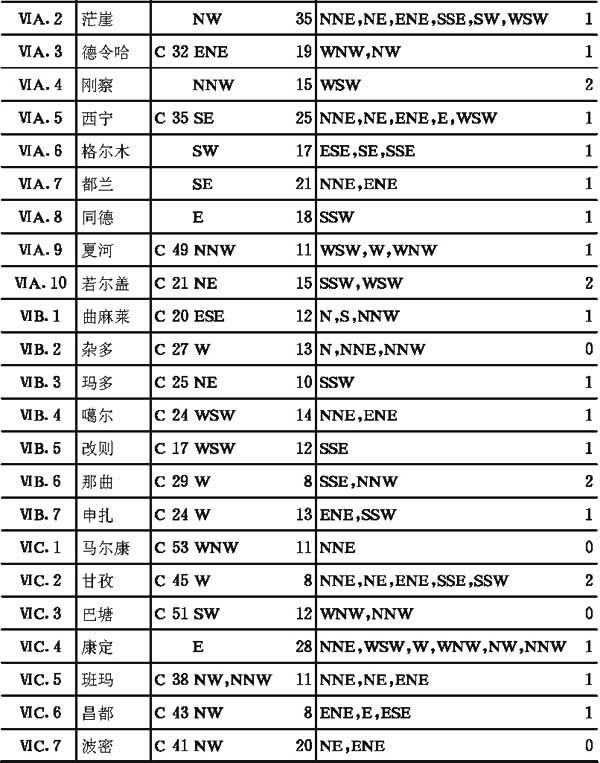 ⅥA.2 茫崖 NW 35 NNE,NE,ENE,SSE,SW,WSW 1
ⅥA.3 德令哈 C 32 ENE 19 WNW,NW 1
ⅥA.4 刚察 NNW 15 WSW 2
ⅥA.5 西宁 C 35 SE 25 NNE,NE,ENE,E,WSW 1
ⅥA.6 格尔木 SW 17 ESE,SE,SSE 1
ⅥA.7 都兰 SE 21 NNE,ENE 1
ⅥA.8 同德 E 18 SSW 1
ⅥA.9 夏河 C 49 NNW 11 WSW,W,WNW 1
ⅥA.10 若尔盖 C 21 NE 15 SSW,WSW 2
ⅥB.1 曲麻莱 C 20 ESE 12 N,S,NNW 1
ⅥB.2 杂多 C 27 W 13 N,NNE,NNW 0
ⅥB.3 玛多 C 25 NE 10 SSW 1
ⅥB.4 噶尔 C 24 WSW 14 NNE,ENE 1
ⅥB.5 改则 C 17 WSW 12 SSE 1
ⅥB.6 那曲 C 29 W 8 SSE,NNW 2
ⅥB.7 申扎 C 24 W 13 ENE,SSW 1
ⅥC.1 马尔康 C 53 WNW 11 NNE 0
ⅥC.2 甘孜 C 45 W 8 NNE,NE,ENE,SSE,SSW 2
ⅥC.3 巴塘 C 51 SW 12 WNW,NNW 0
ⅥC.4 康定 E 28 NNE,WSW,W,WNW,NW,NNW 1
ⅥC.5 班玛 C 38 NW,NNW 11 NNE,NE,ENE 1
ⅥC.6 昌都 C 43 NW 8 ENE,E,ESE 1
ⅥC.7 波密 C 41 NW 20 NE,ENE 0